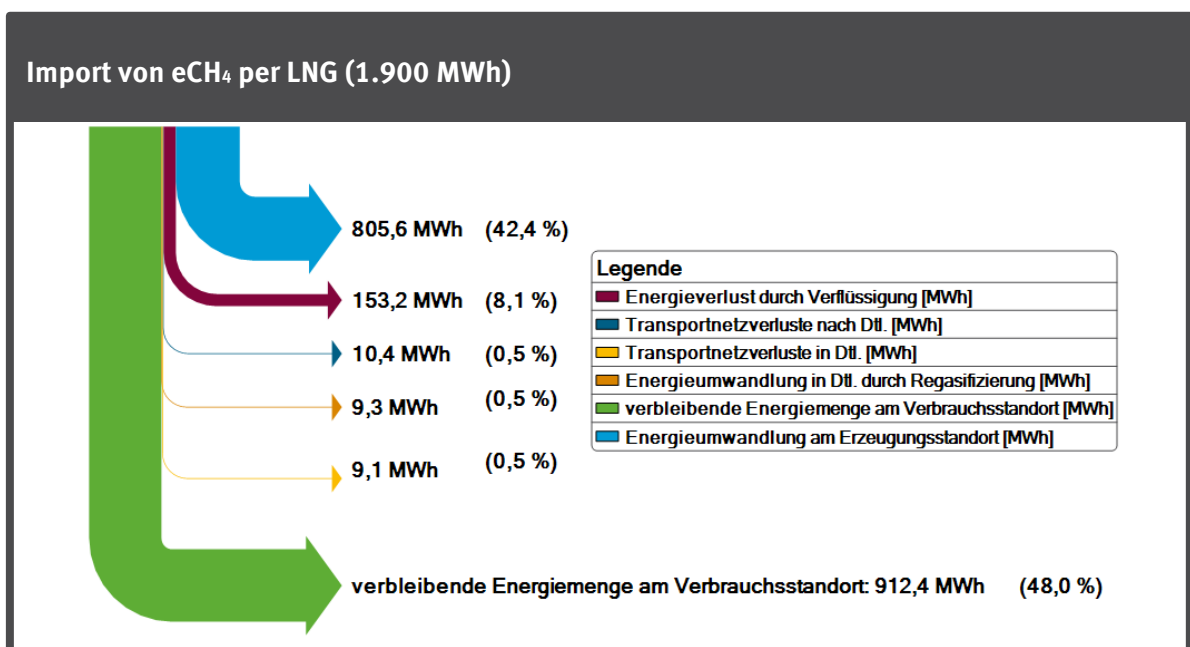 Import von eCH₄ per LNG (1.900 MWh)
805,6 MWh (42,4 %)
153,2 MWh (8,1 %)
10,4 MWh (0,5 %)
9,3 MWh (0,5 %)
9,1 MWh (0,5 %)
Legende
Energieverlust durch Verflüssigung [MWh]
Transportnetzverluste nach Dtl. [MWh]
Transportnetzverluste in Dtl. [MWh]
Energieumwandlung in Dtl. durch Regasifizierung [MWh]
verbleibende Energiemenge am Verbrauchsstandort [MWh]
Energieumwandlung am Erzeugungsstandort [MWh]
verbleibende Energiemenge am Verbrauchsstandort: 912,4 MWh (48,0 %)